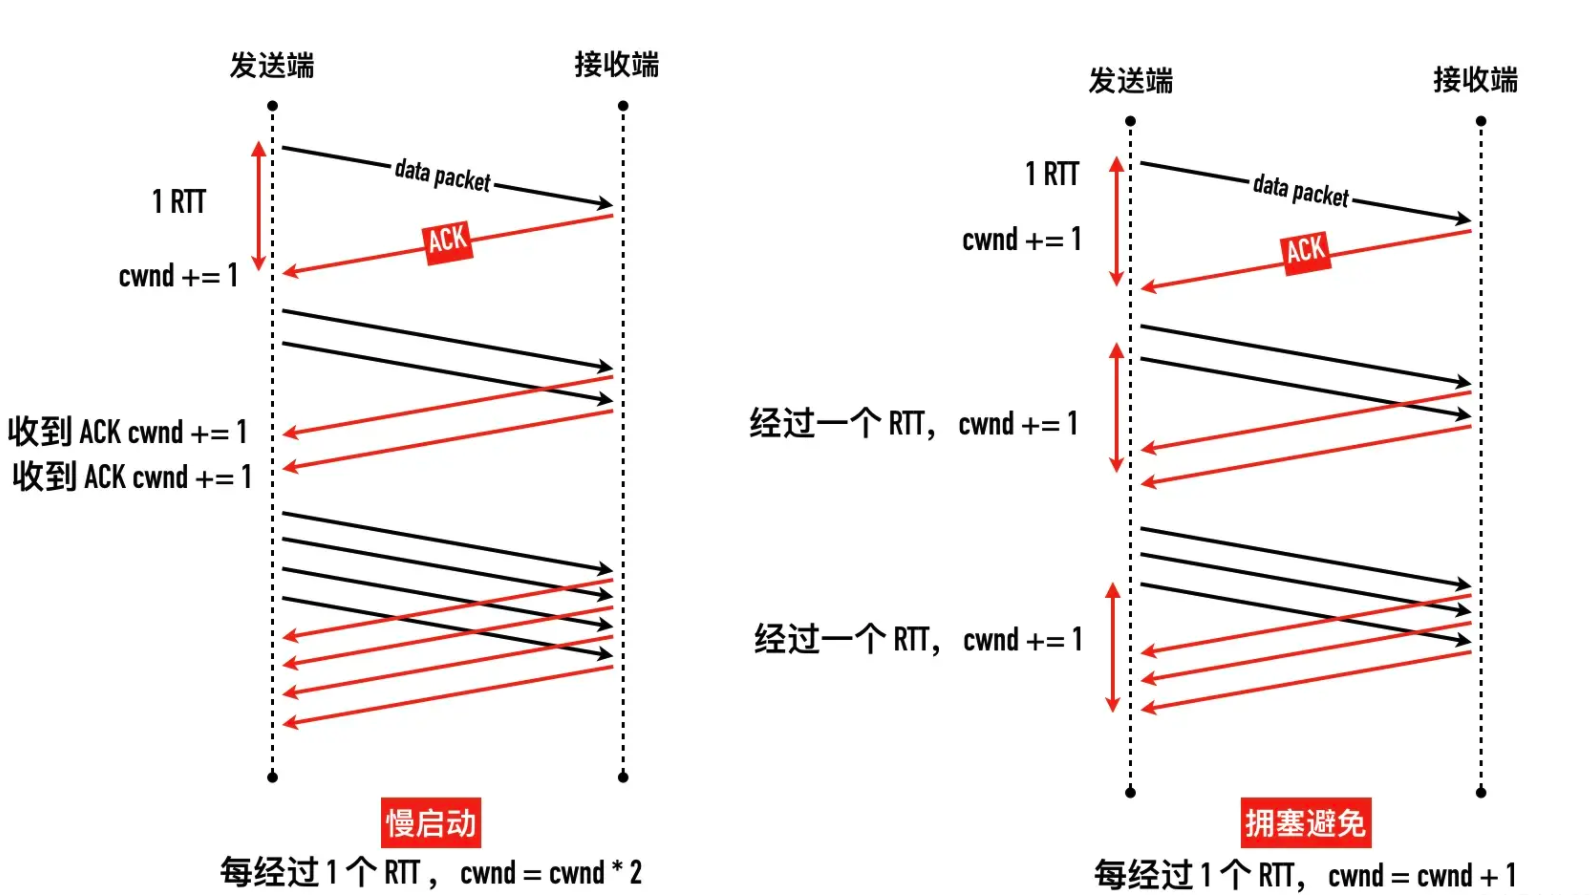 发送端
接收端
data packet
1 RTT
ACK
cwnd += 1
收到 ACK cwnd += 1
收到 ACK cwnd += 1
慢启动
每经过 1 个 RTT ，cwnd = cwnd * 2
发送端
接收端
data packet
1 RTT
cwnd += 1
ACK
经过一个 RTT，cwnd += 1
经过一个 RTT，cwnd += 1
拥塞避免
每经过 1 个 RTT，cwnd = cwnd + 1